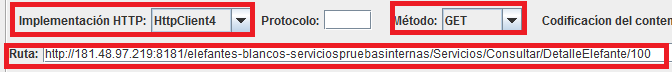 Implementación HTTP: HttpClient4 Protocolo: Método: GET Codificacion del conten
Ruta: http://181.48.97.219:8181/elefantes-blancos-serviciospruebasinternas/Servicios/Consultar/DetalleElefante/100